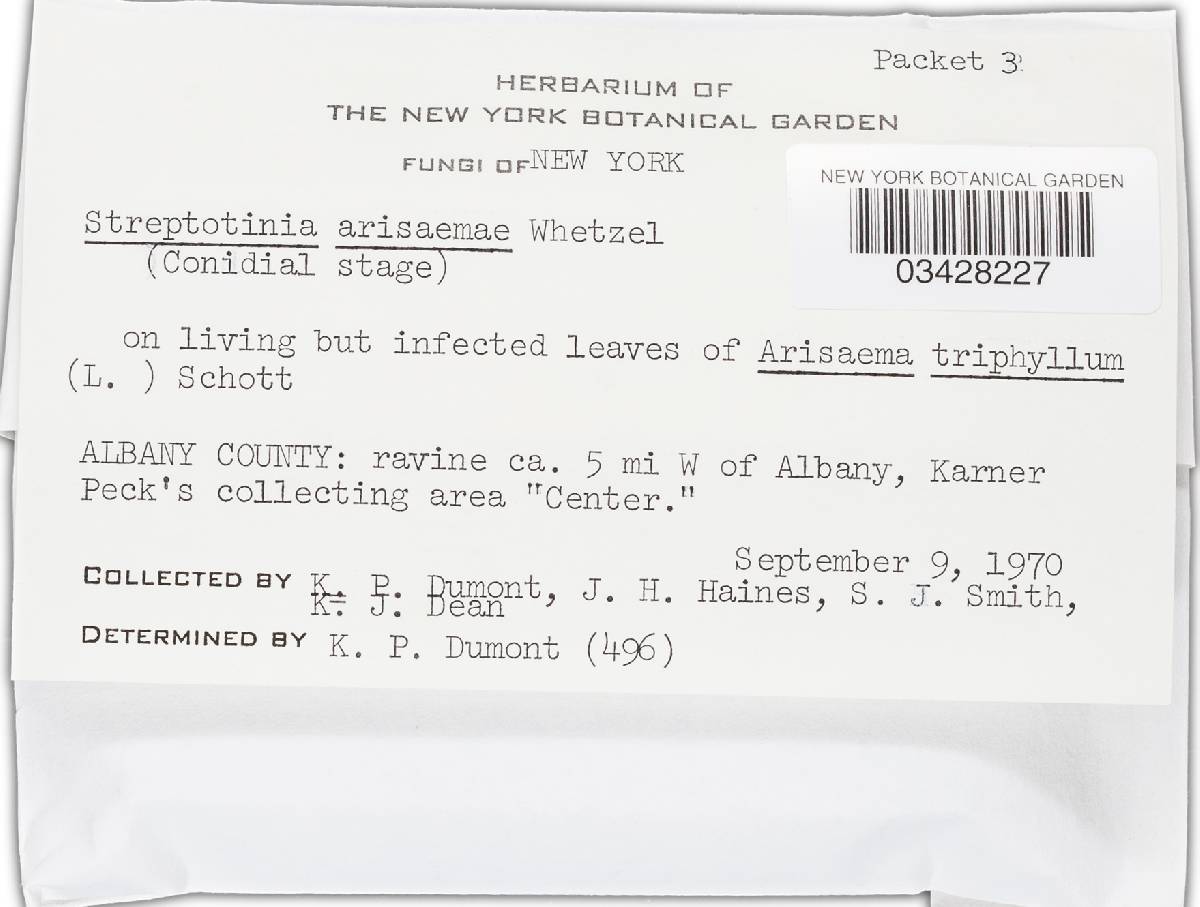 Packet 3
HERBARIUM OF
THE NEW YORK BOTANICAL GARDEN
FUNGI OF NEW YORK
NEW YORK BOTANICAL GARDEN
03428227
Streptotinia arisaemae Whetzel
(Conidial stage)
on living but infected leaves of Arisaema triphyllum
(L. ) Schott
ALBANY COUNTY: ravine ca. 5 mi W of Albany, Karner
Peck's collecting area "Center."
September 9, 1970
COLLECTED BY K. P. Dumont, J. H. Haines, S. J. Smith,
K. J. Dean
DETERMINED BY K. P. Dumont (496)